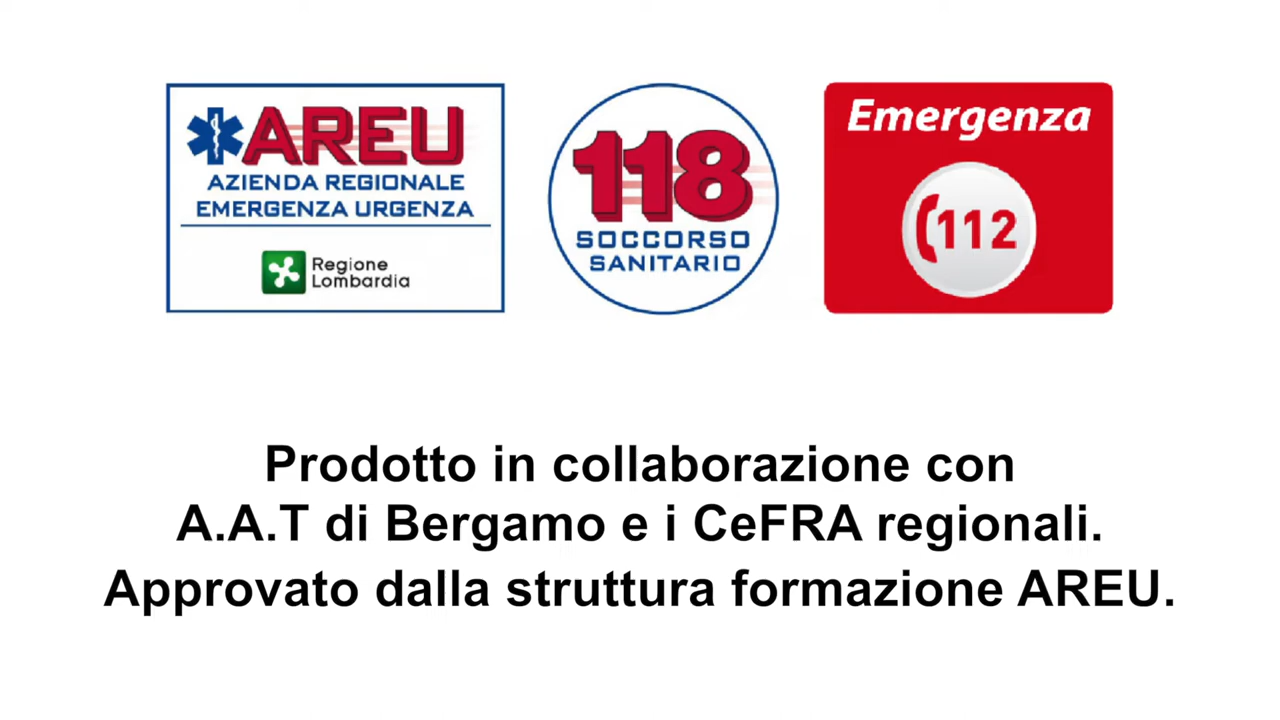 AREU
AZIENDA REGIONALE
EMERGENZA URGENZA
Regione
Lombardia
118
SOCCORSO
SANITARIO
Emergenza
112
Prodotto in collaborazione con
A.A.T di Bergamo e i CeFRA regionali.
Approvato dalla struttura formazione AREU.